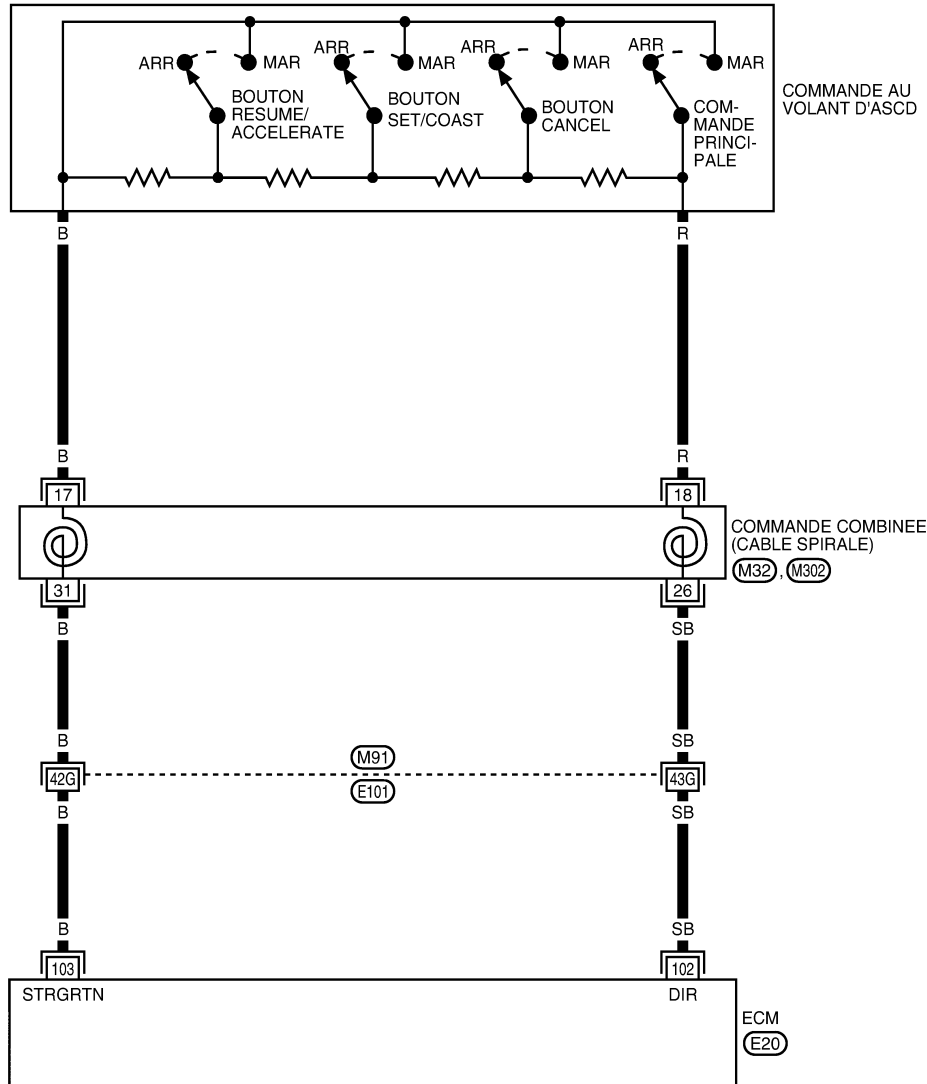 ARR
MAR
ARR
MAR
ARR
MAR
ARR
MAR
BOUTON
RESUME/
ACCELERATE
BOUTON
SET/COAST
BOUTON
CANCEL
COM-
MANDE
PRINCI-
PALE
COMMANDE AU
VOLANT D'ASCD
B
R
B
R
17
18
COMMANDE COMBINEE
(CABLE SPIRALE)
M32 , M302
31
26
B
SB
B
SB
M91
42G
43G
E101
B
SB
B
SB
103
102
STRGRTN
DIR
ECM
E20